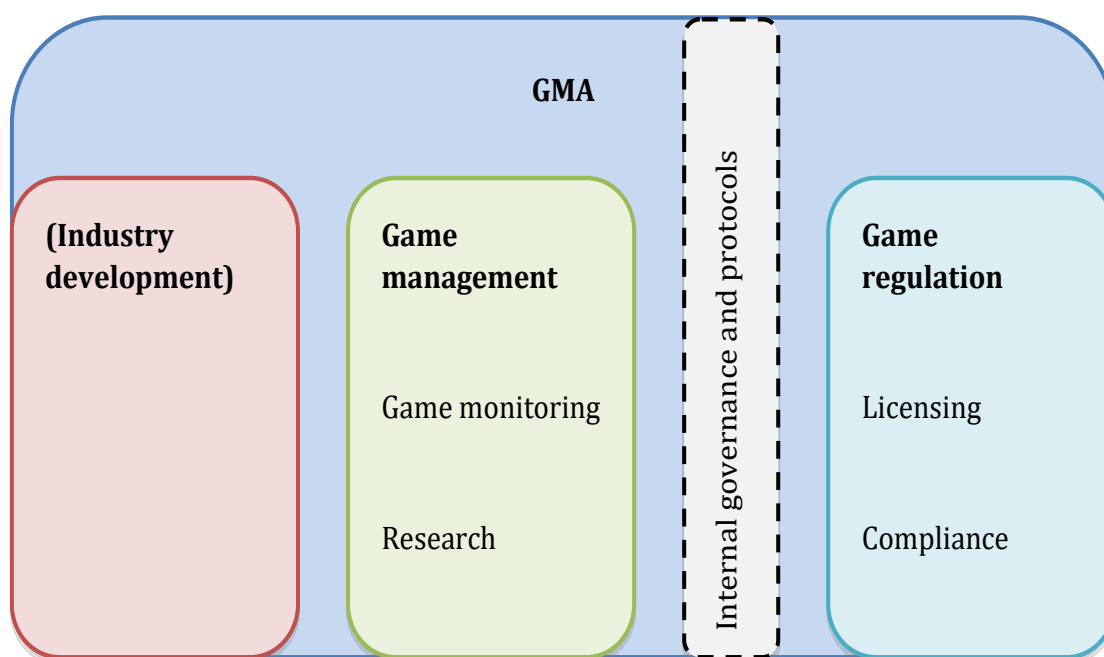 GMA
(Industry
development)
Game
management
Game monitoring
Research
Internal governance and protocols
Game
regulation
Licensing
Compliance